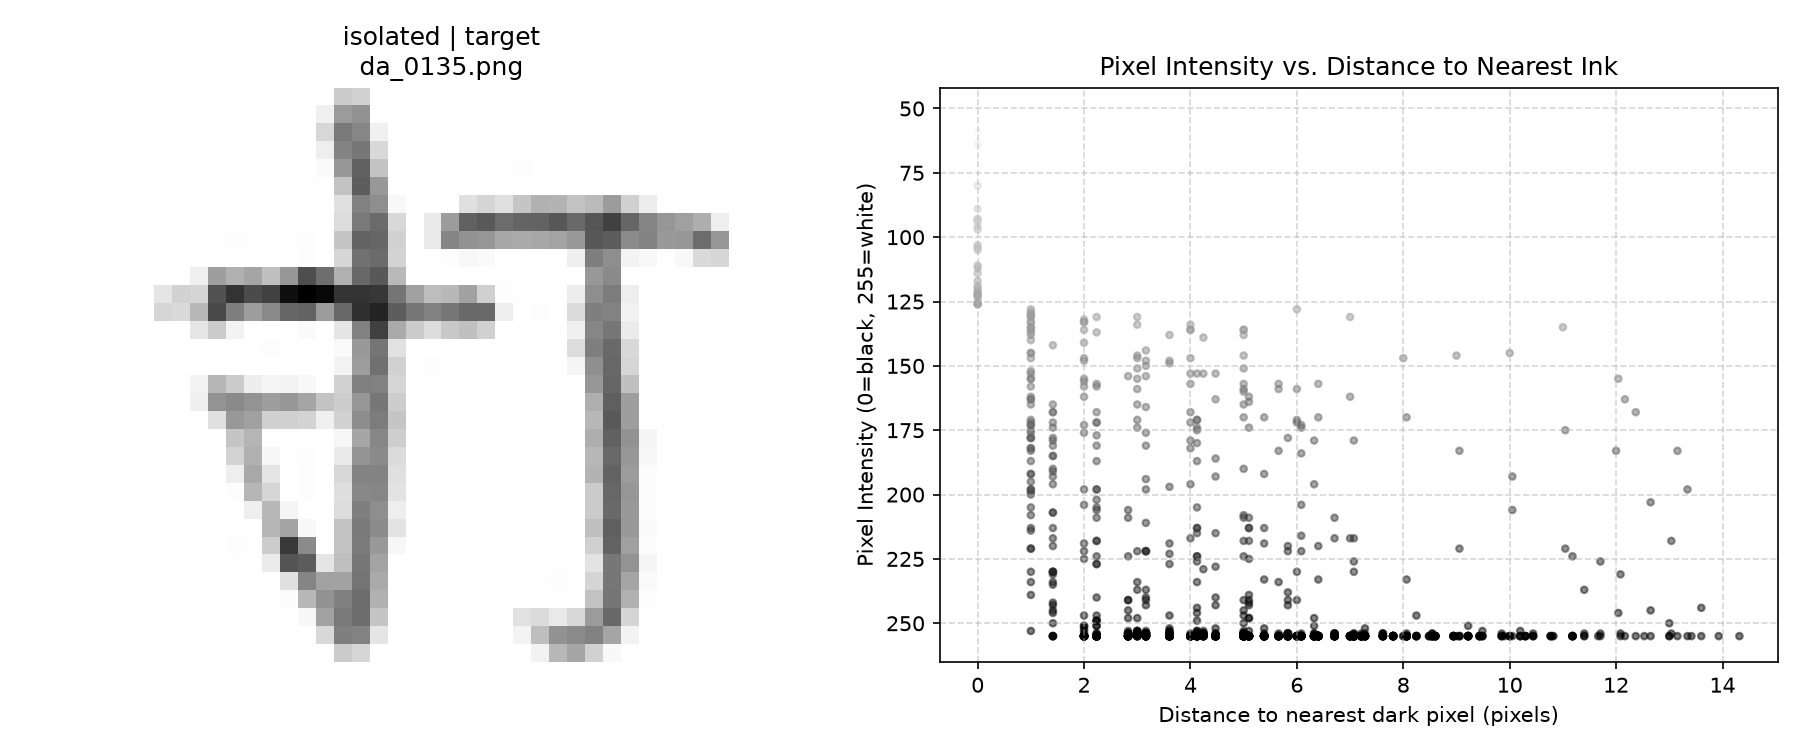 isolated | target
da_0135.png
打
Pixel Intensity vs. Distance to Nearest Ink
Pixel Intensity (0=black, 255=white)
50
75
100
125
150
175
200
225
250
0 2 4 6 8 10 12 14
Distance to nearest dark pixel (pixels)